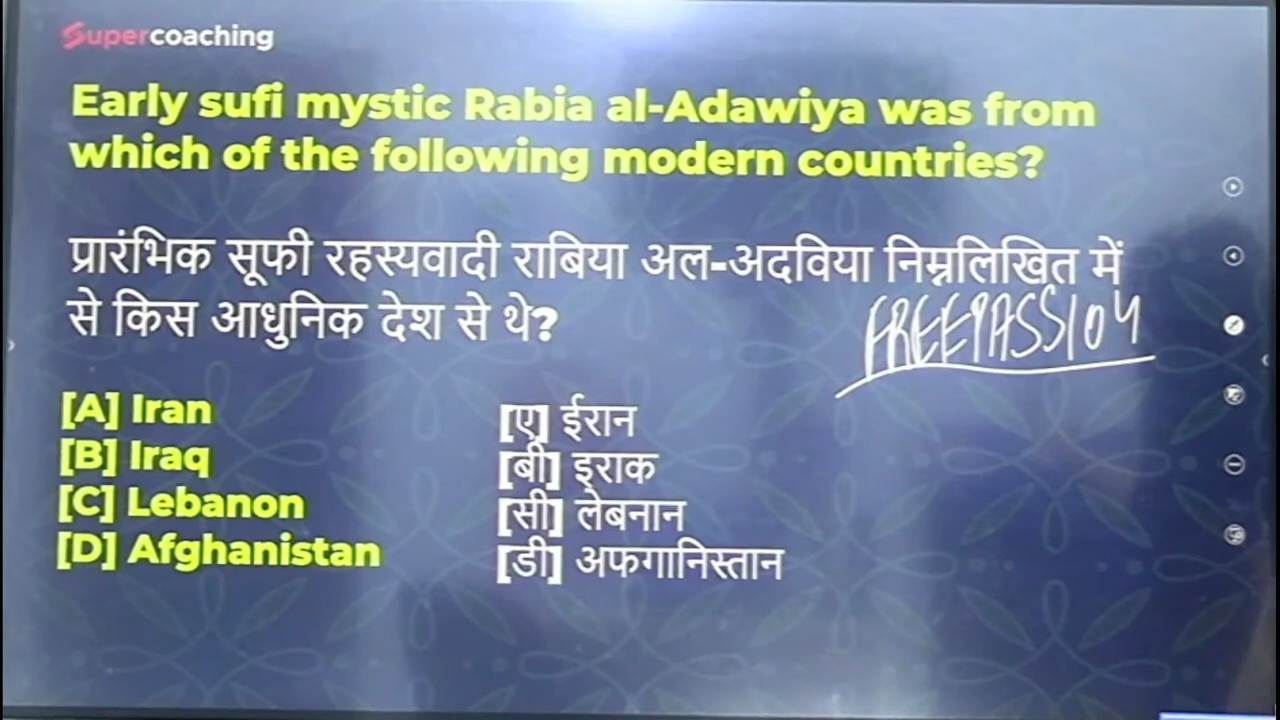 Supercoaching
Early sufi mystic Rabia al-Adawiya was from
which of the following modern countries?
प्रारंभिक सूफी रहस्यवादी राबिया अल-अदविया निम्नलिखित में
से किस आधुनिक देश से थे?
FREEPASS104
[A] Iran
[B] Iraq
[C] Lebanon
[D] Afghanistan
[ए] ईरान
[बी] इराक
[सी] लेबनान
[डी] अफगानिस्तान